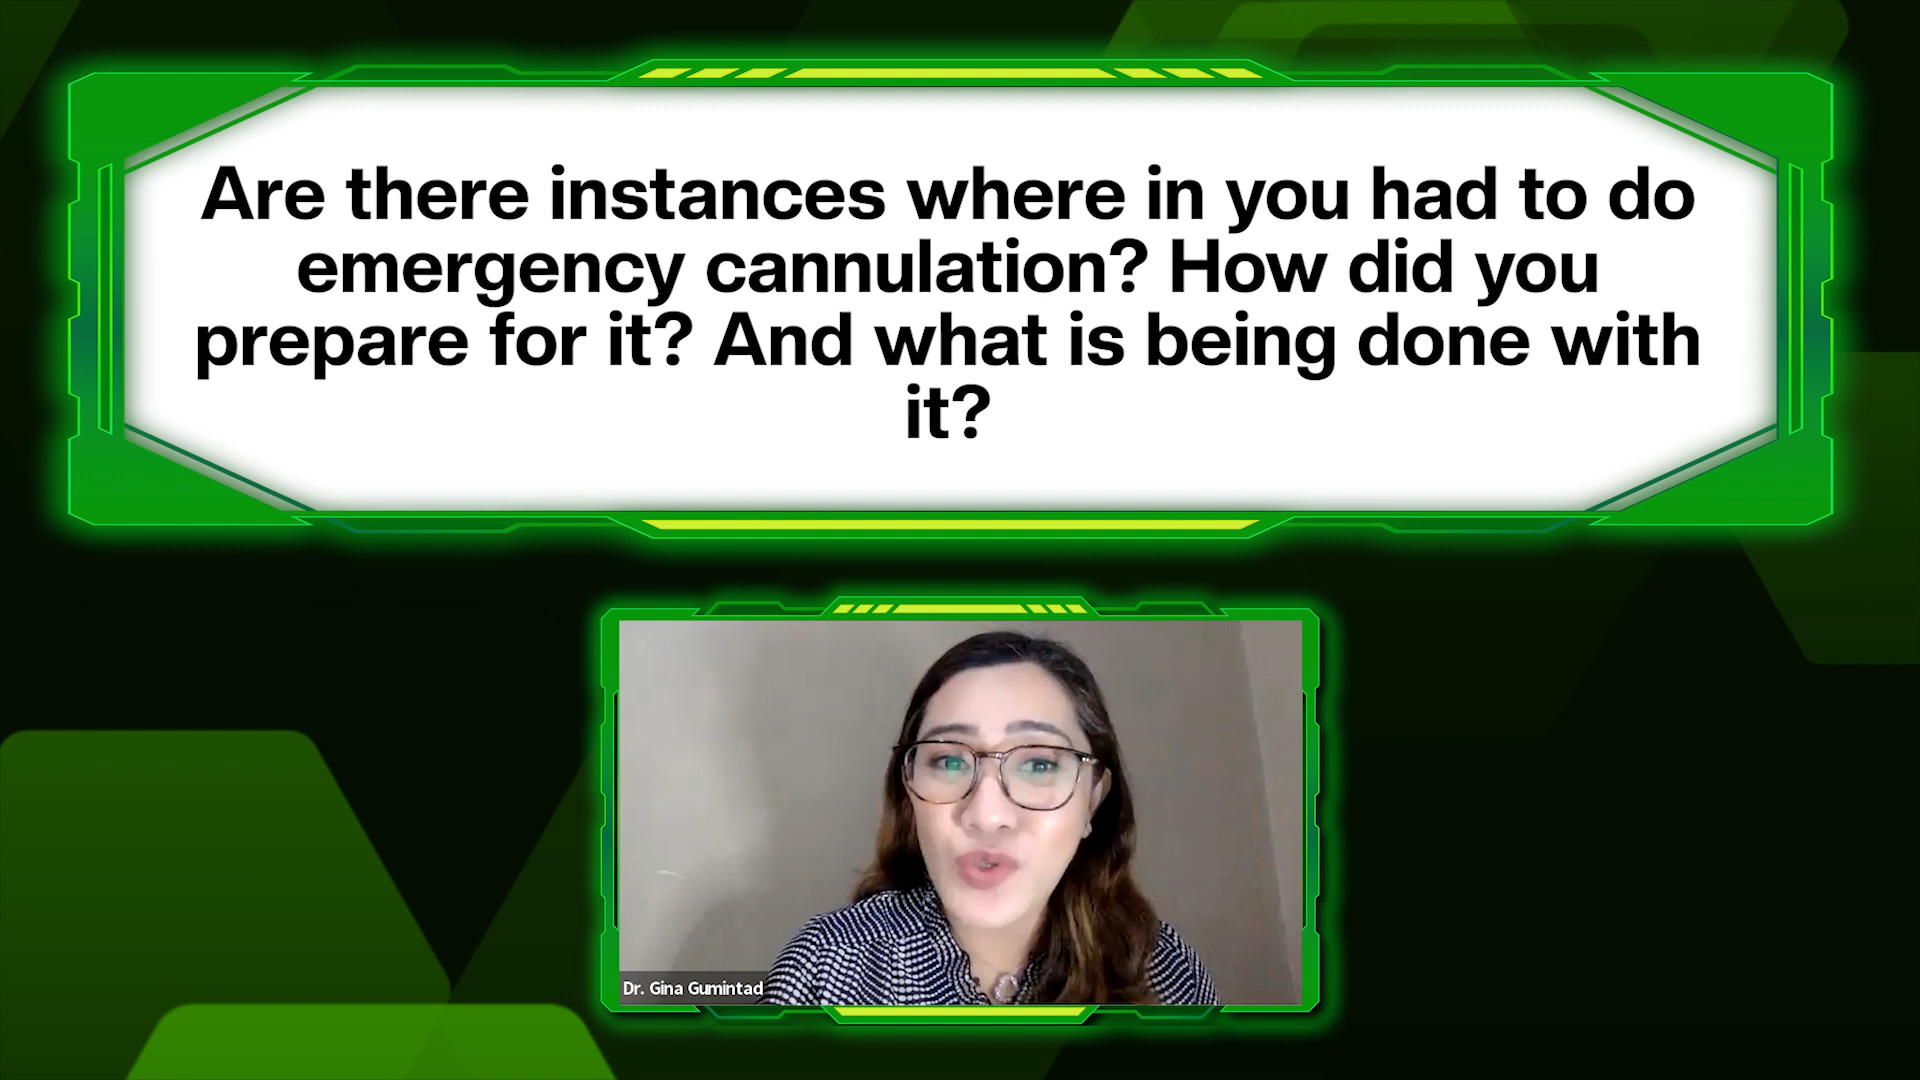 Are there instances where in you had to do
emergency cannulation? How did you
prepare for it? And what is being done with
it?
Dr. Gina Gumintad